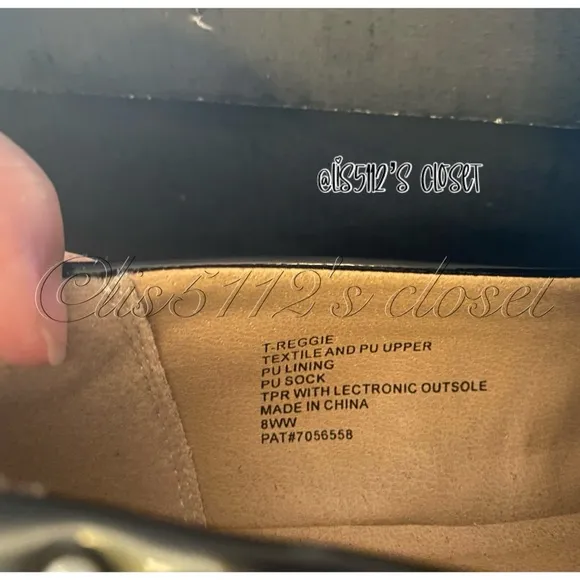 @lis5112's closet
@lis5112's closet
T-REGGIE
TEXTILE AND PU UPPER
PU LINING
PU SOCK
TPR WITH LECTRONIC OUTSOLE
MADE IN CHINA
8WW
PAT#7056558